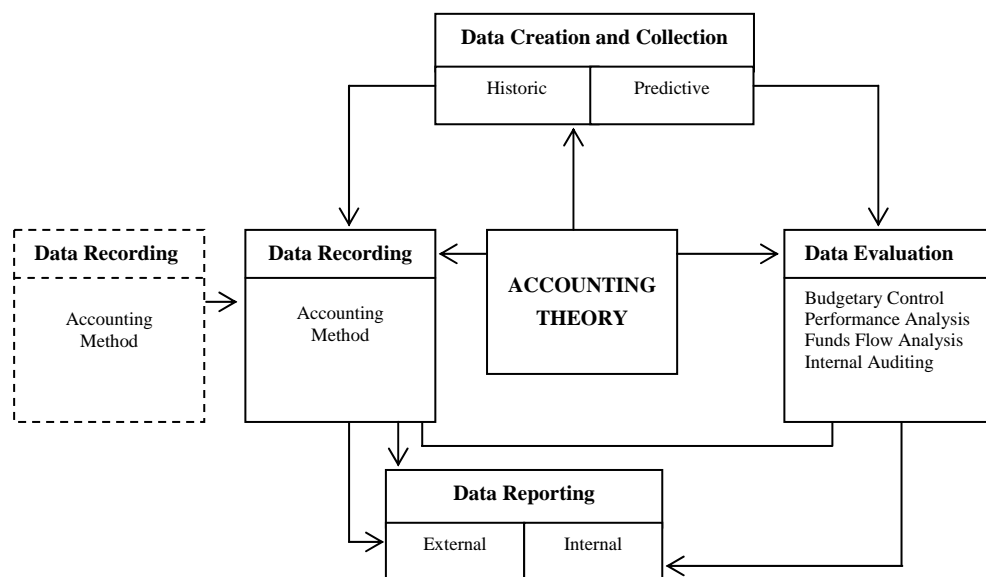 Data Creation and Collection
Historic
Predictive
Data Recording
Accounting
Method
Data Recording
Accounting
Method
ACCOUNTING
THEORY
Data Evaluation
Budgetary Control
Performance Analysis
Funds Flow Analysis
Internal Auditing
Data Reporting
External
Internal